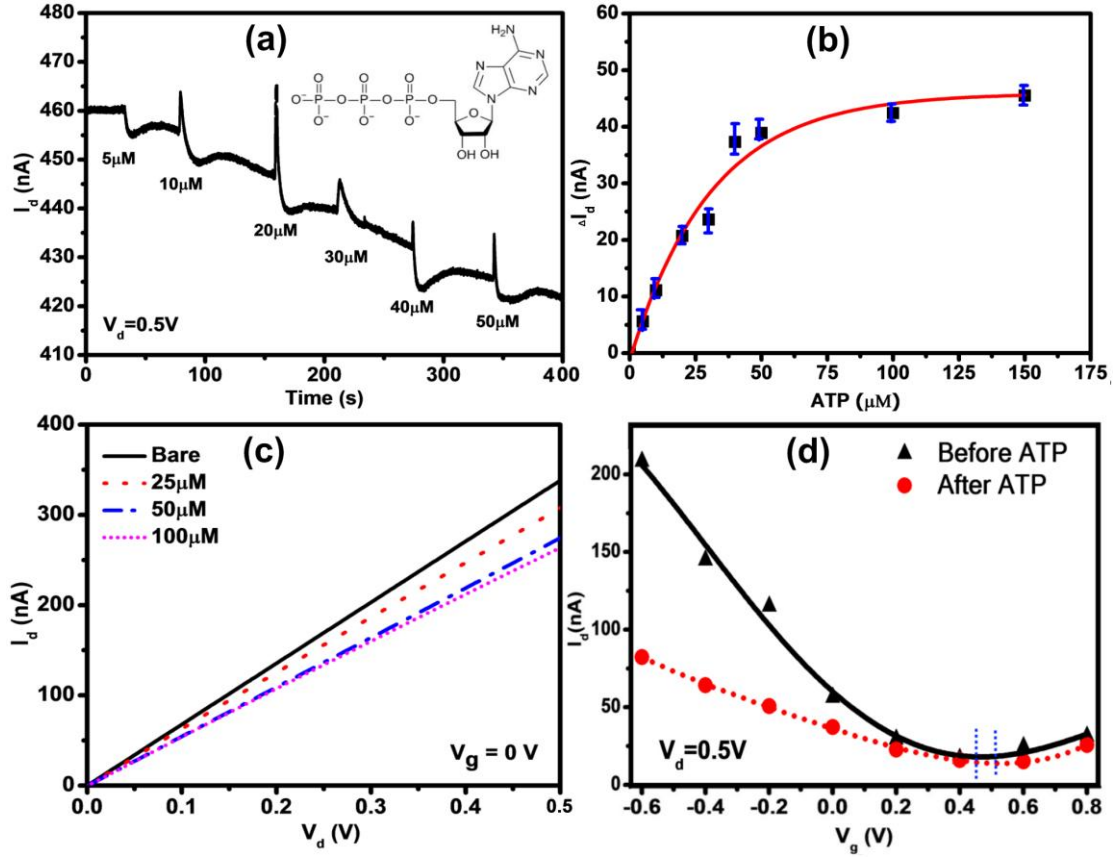 (a)
480
470
460
450
440
430
420
410
0
100
200
300
400
I_d (nA)
Time (s)
5μM
10μM
20μM
30μM
40μM
50μM
V_d=0.5V
NH₂
N
N
N
N
O
O
O
O⁻-P-O-P-O-P-O
O⁻
O⁻
O⁻
O
OH OH
(b)
60
50
40
30
20
10
0
0
25
50
75
100
125
150
175
ΔI_d (nA)
ATP (μM)
(c)
Bare
25μM
50μM
100μM
400
300
200
100
0
0.0
0.1
0.2
0.3
0.4
0.5
I_d (nA)
V_d (V)
V_g = 0 V
(d)
Before ATP
After ATP
200
150
100
50
0
-0.6
-0.4
-0.2
0.0
0.2
0.4
0.6
0.8
I_d(nA)
V_g (V)
V_d=0.5V